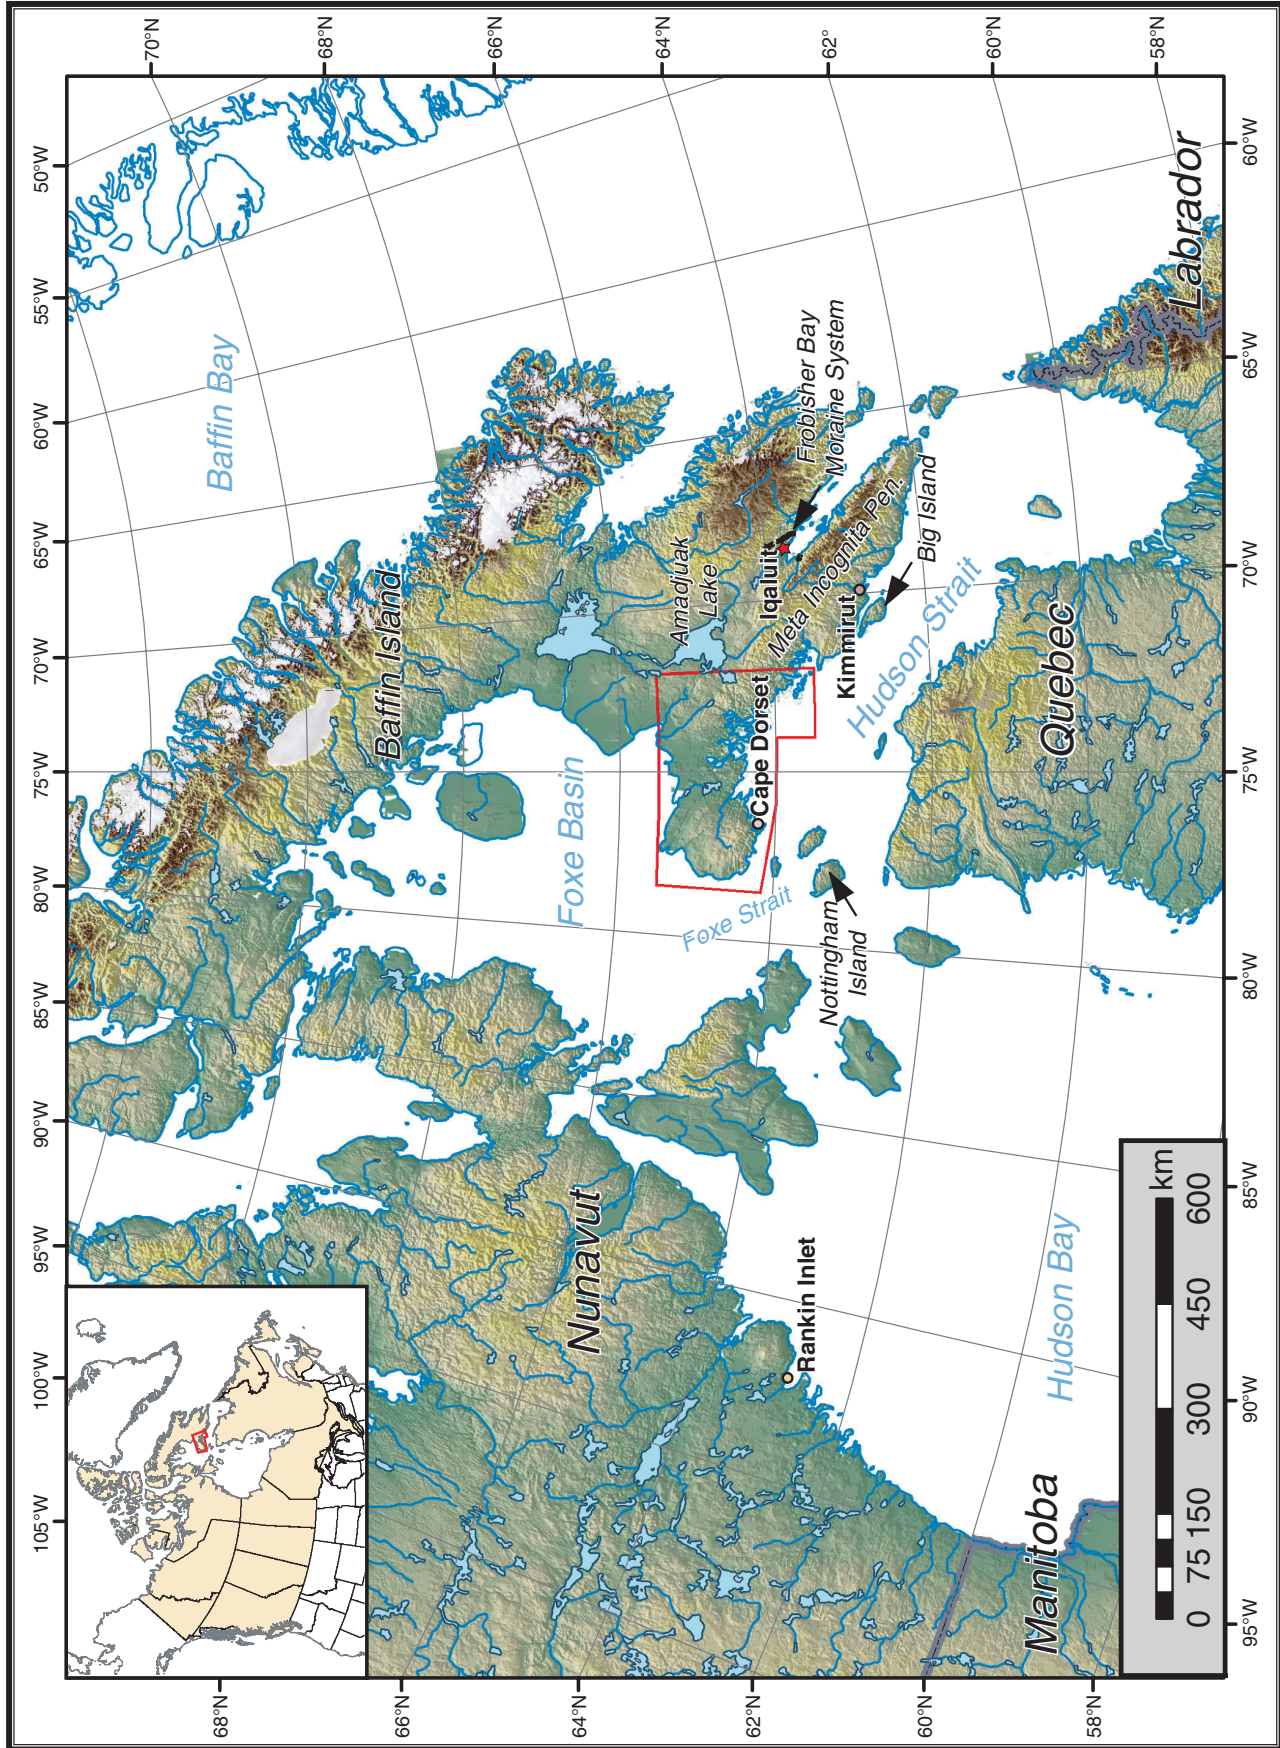 50°W
55°W
60°W
65°W
70°W
75°W
80°W
85°W
90°W
95°W
100°W
105°W
70°N
68°N
66°N
64°N
62°
60°N
58°N
68°N
66°N
64°N
62°N
60°N
58°N
60°W
65°W
70°W
75°W
80°W
85°W
90°W
95°W
Baffin Bay
Baffin Island
Foxe Basin
Amadjuak
Lake
Iqaluit
Frobisher Bay
Moraine System
Meta Incognita Pen.
Kimmirut
Big Island
Hudson Strait
Cape Dorset
Foxe Strait
Nottingham
Island
Labrador
Quebec
Nunavut
Rankin Inlet
Hudson Bay
Manitoba
km
0 75 150 300 450 600